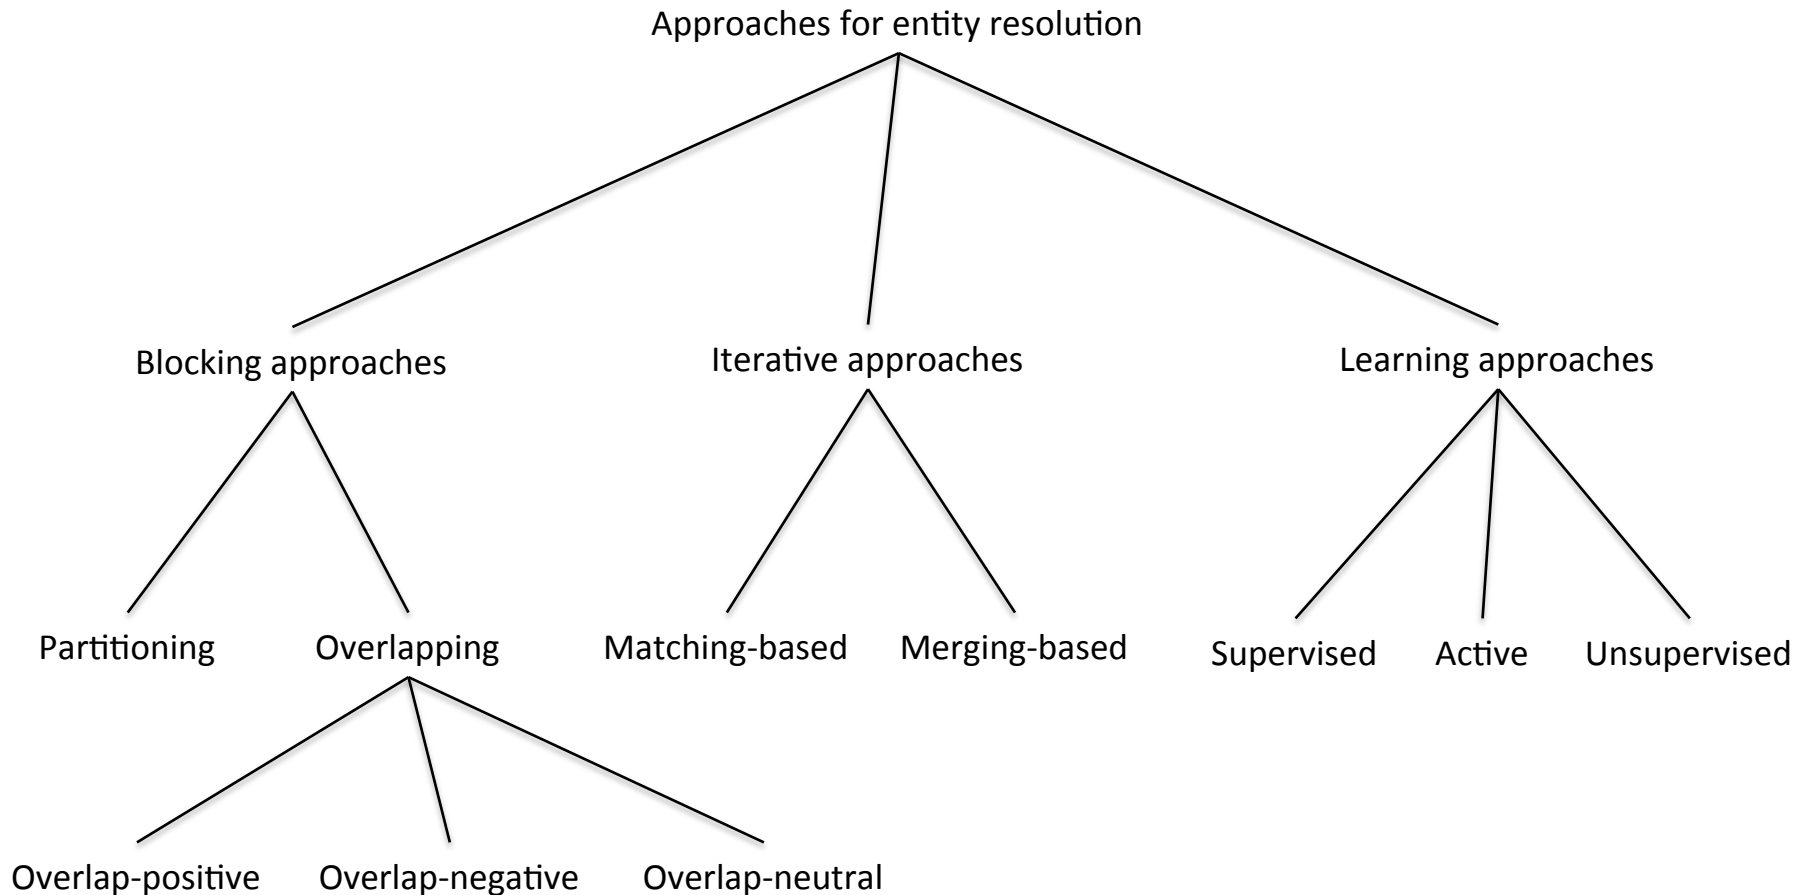 Approaches for entity resolution
Blocking approaches
Iterative approaches
Learning approaches
Partitioning
Overlapping
Matching-based
Merging-based
Supervised
Active
Unsupervised
Overlap-positive
Overlap-negative
Overlap-neutral